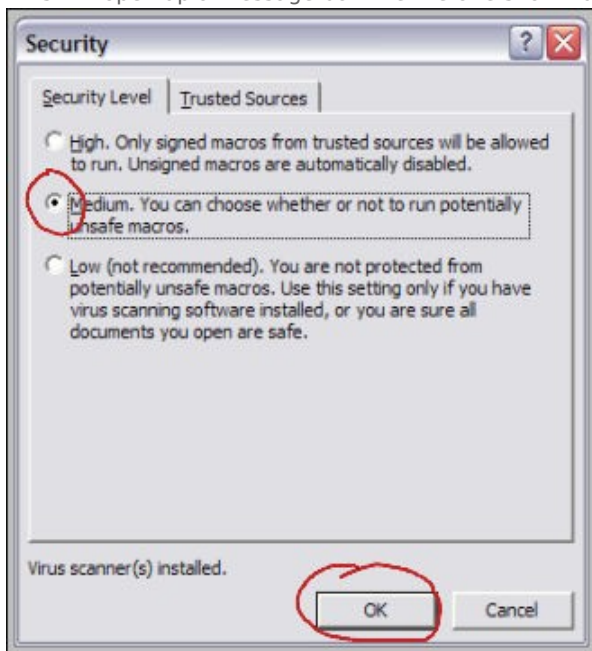 Security
Security Level Trusted Sources
High. Only signed macros from trusted sources will be allowed
to run. Unsigned macros are automatically disabled.
Medium. You can choose whether or not to run potentially
unsafe macros.
Low (not recommended). You are not protected from
potentially unsafe macros. Use this setting only if you have
virus scanning software installed, or you are sure all
documents you open are safe.
Virus scanner(s) installed.
OK Cancel